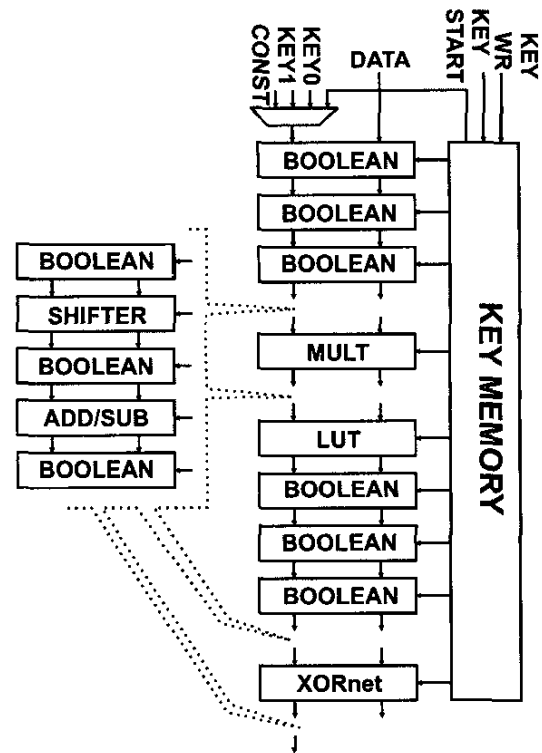 KEY
WR
KEY
START
DATA
KEY0
KEY1
CONST
BOOLEAN
BOOLEAN
BOOLEAN
MULT
LUT
BOOLEAN
BOOLEAN
BOOLEAN
XORnet
KEY MEMORY
BOOLEAN
SHIFTER
BOOLEAN
ADD/SUB
BOOLEAN